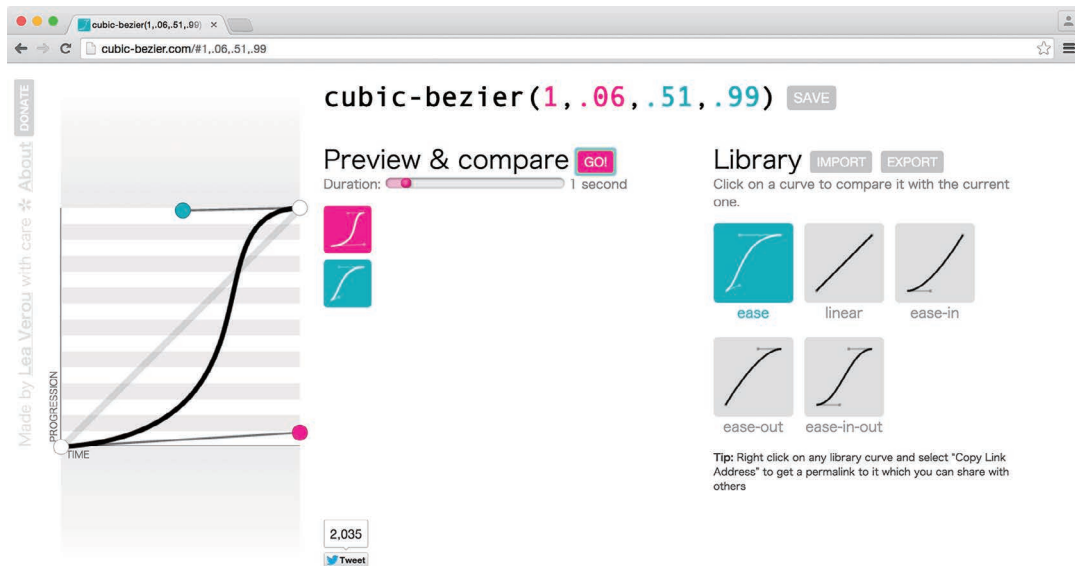 cubic-bezier(1,.06,.51,.99)
cubic-bezier.com/#1,.06,.51,.99
Made by Lea Verou with care * About DONATE
cubic-bezier(1,.06,.51,.99) SAVE
Preview & compare GO!
Duration: 1 second
Library IMPORT EXPORT
Click on a curve to compare it with the current
one.
ease linear ease-in
ease-out ease-in-out
PROGRESSION
TIME
Tip: Right click on any library curve and select "Copy Link
Address" to get a permalink to it which you can share with
others
2,035
Tweet